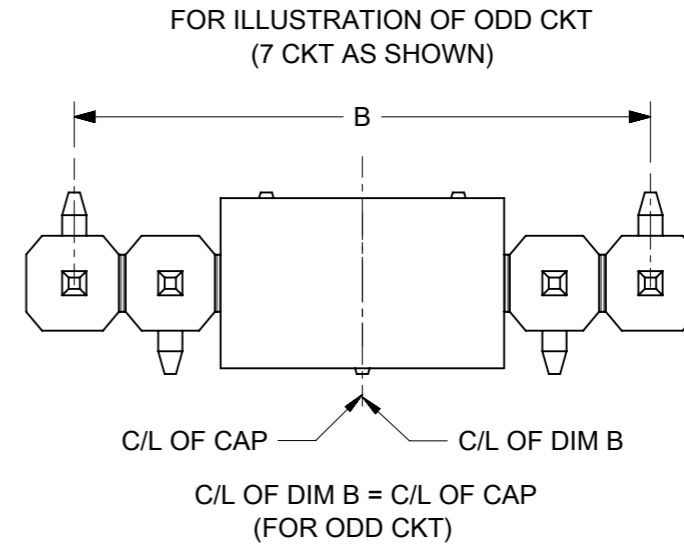 FOR ILLUSTRATION OF ODD CKT
(7 CKT AS SHOWN)
B
C/L OF CAP
C/L OF DIM B
C/L OF DIM B = C/L OF CAP
(FOR ODD CKT)